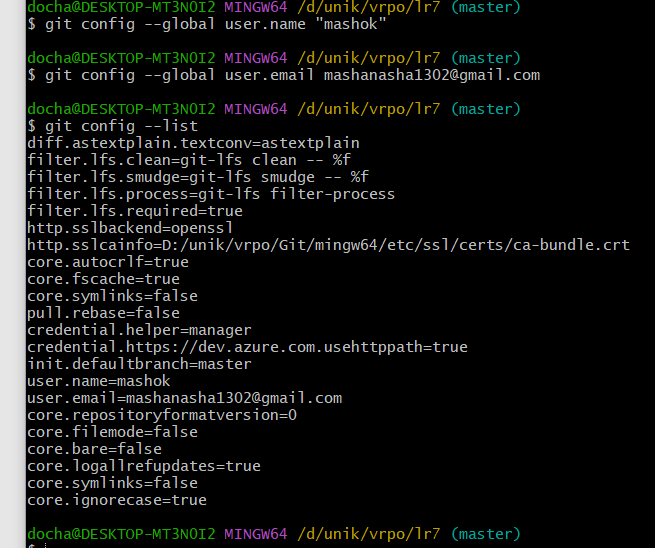 docha@DESKTOP-MT3NOI2 MINGW64 /d/unik/vrpo/lr7 (master)
$ git config --global user.name "mashok"
docha@DESKTOP-MT3NOI2 MINGW64 /d/unik/vrpo/lr7 (master)
$ git config --global user.email mashanasha1302@gmail.com
docha@DESKTOP-MT3NOI2 MINGW64 /d/unik/vrpo/lr7 (master)
$ git config --list
diff.astextplain.textconv=astextplain
filter.lfs.clean=git-lfs clean -- %f
filter.lfs.smudge=git-lfs smudge -- %f
filter.lfs.process=git-lfs filter-process
filter.lfs.required=true
http.sslbackend=openssl
http.sslcainfo=D:/unik/vrpo/Git/mingw64/etc/ssl/certs/ca-bundle.crt
core.autocrlf=true
core.fscache=true
core.symlinks=false
pull.rebase=false
credential.helper=manager
credential.https://dev.azure.com.usehttppath=true
init.defaultbranch=master
user.name=mashok
user.email=mashanasha1302@gmail.com
core.repositoryformatversion=0
core.filemode=false
core.bare=false
core.logallrefupdates=true
core.symlinks=false
core.ignorecase=true
docha@DESKTOP-MT3NOI2 MINGW64 /d/unik/vrpo/lr7 (master)
$